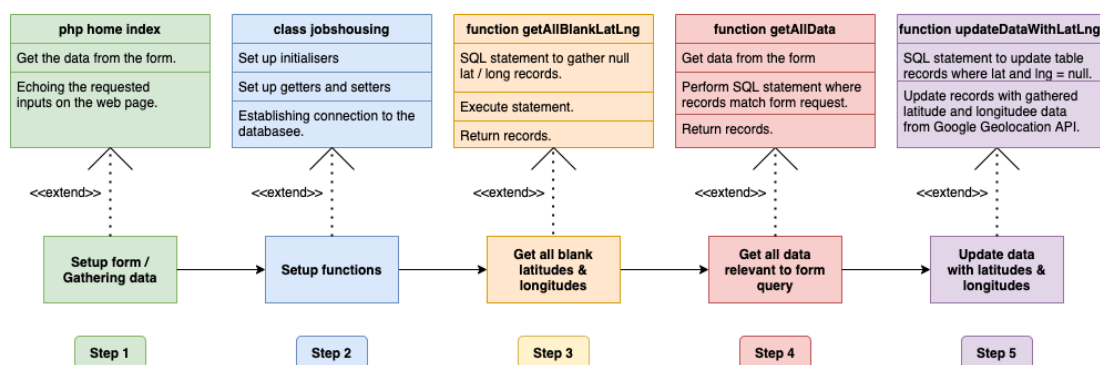 php home index
Get the data from the form.
Echoing the requested
inputs on the web page.
class jobshousing
Set up initialisers
Set up getters and setters
Establishing connection to the
databasee.
function getAllBlankLatLng
SQL statement to gather null
lat / long records.
Execute statement.
Return records.
function getAllData
Get data from the form
Perform SQL statement where
records match form request.
Return records.
function updateDataWithLatLng
SQL statement to update table
records where lat and lng = null.
Update records with gathered
latitude and longitudee data
from Google Geolocation API.
<<extend>>
<<extend>>
<<extend>>
<<extend>>
<<extend>>
Setup form /
Gathering data
Setup functions
Get all blank
latitudes &
longitudes
Get all data
relevant to form
query
Update data
with latitudes &
longitudes
Step 1
Step 2
Step 3
Step 4
Step 5